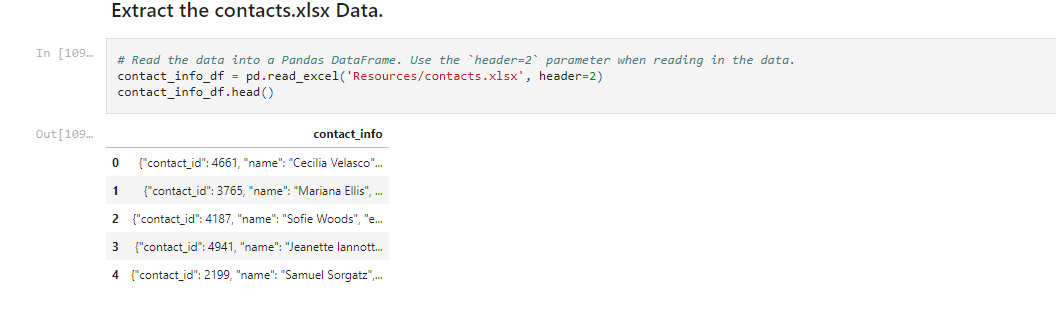 Extract the contacts.xlsx Data.
In [109...
# Read the data into a Pandas DataFrame. Use the `header=2` parameter when reading in the data.
contact_info_df = pd.read_excel('Resources/contacts.xlsx', header=2)
contact_info_df.head()
Out[109...
contact_info
0 {"contact_id": 4661, "name": "Cecilia Velasco"...
1 {"contact_id": 3765, "name": "Mariana Ellis", ...
2 {"contact_id": 4187, "name": "Sofie Woods", "e...
3 {"contact_id": 4941, "name": "Jeanette Iannott...
4 {"contact_id": 2199, "name": "Samuel Sorgatz",...